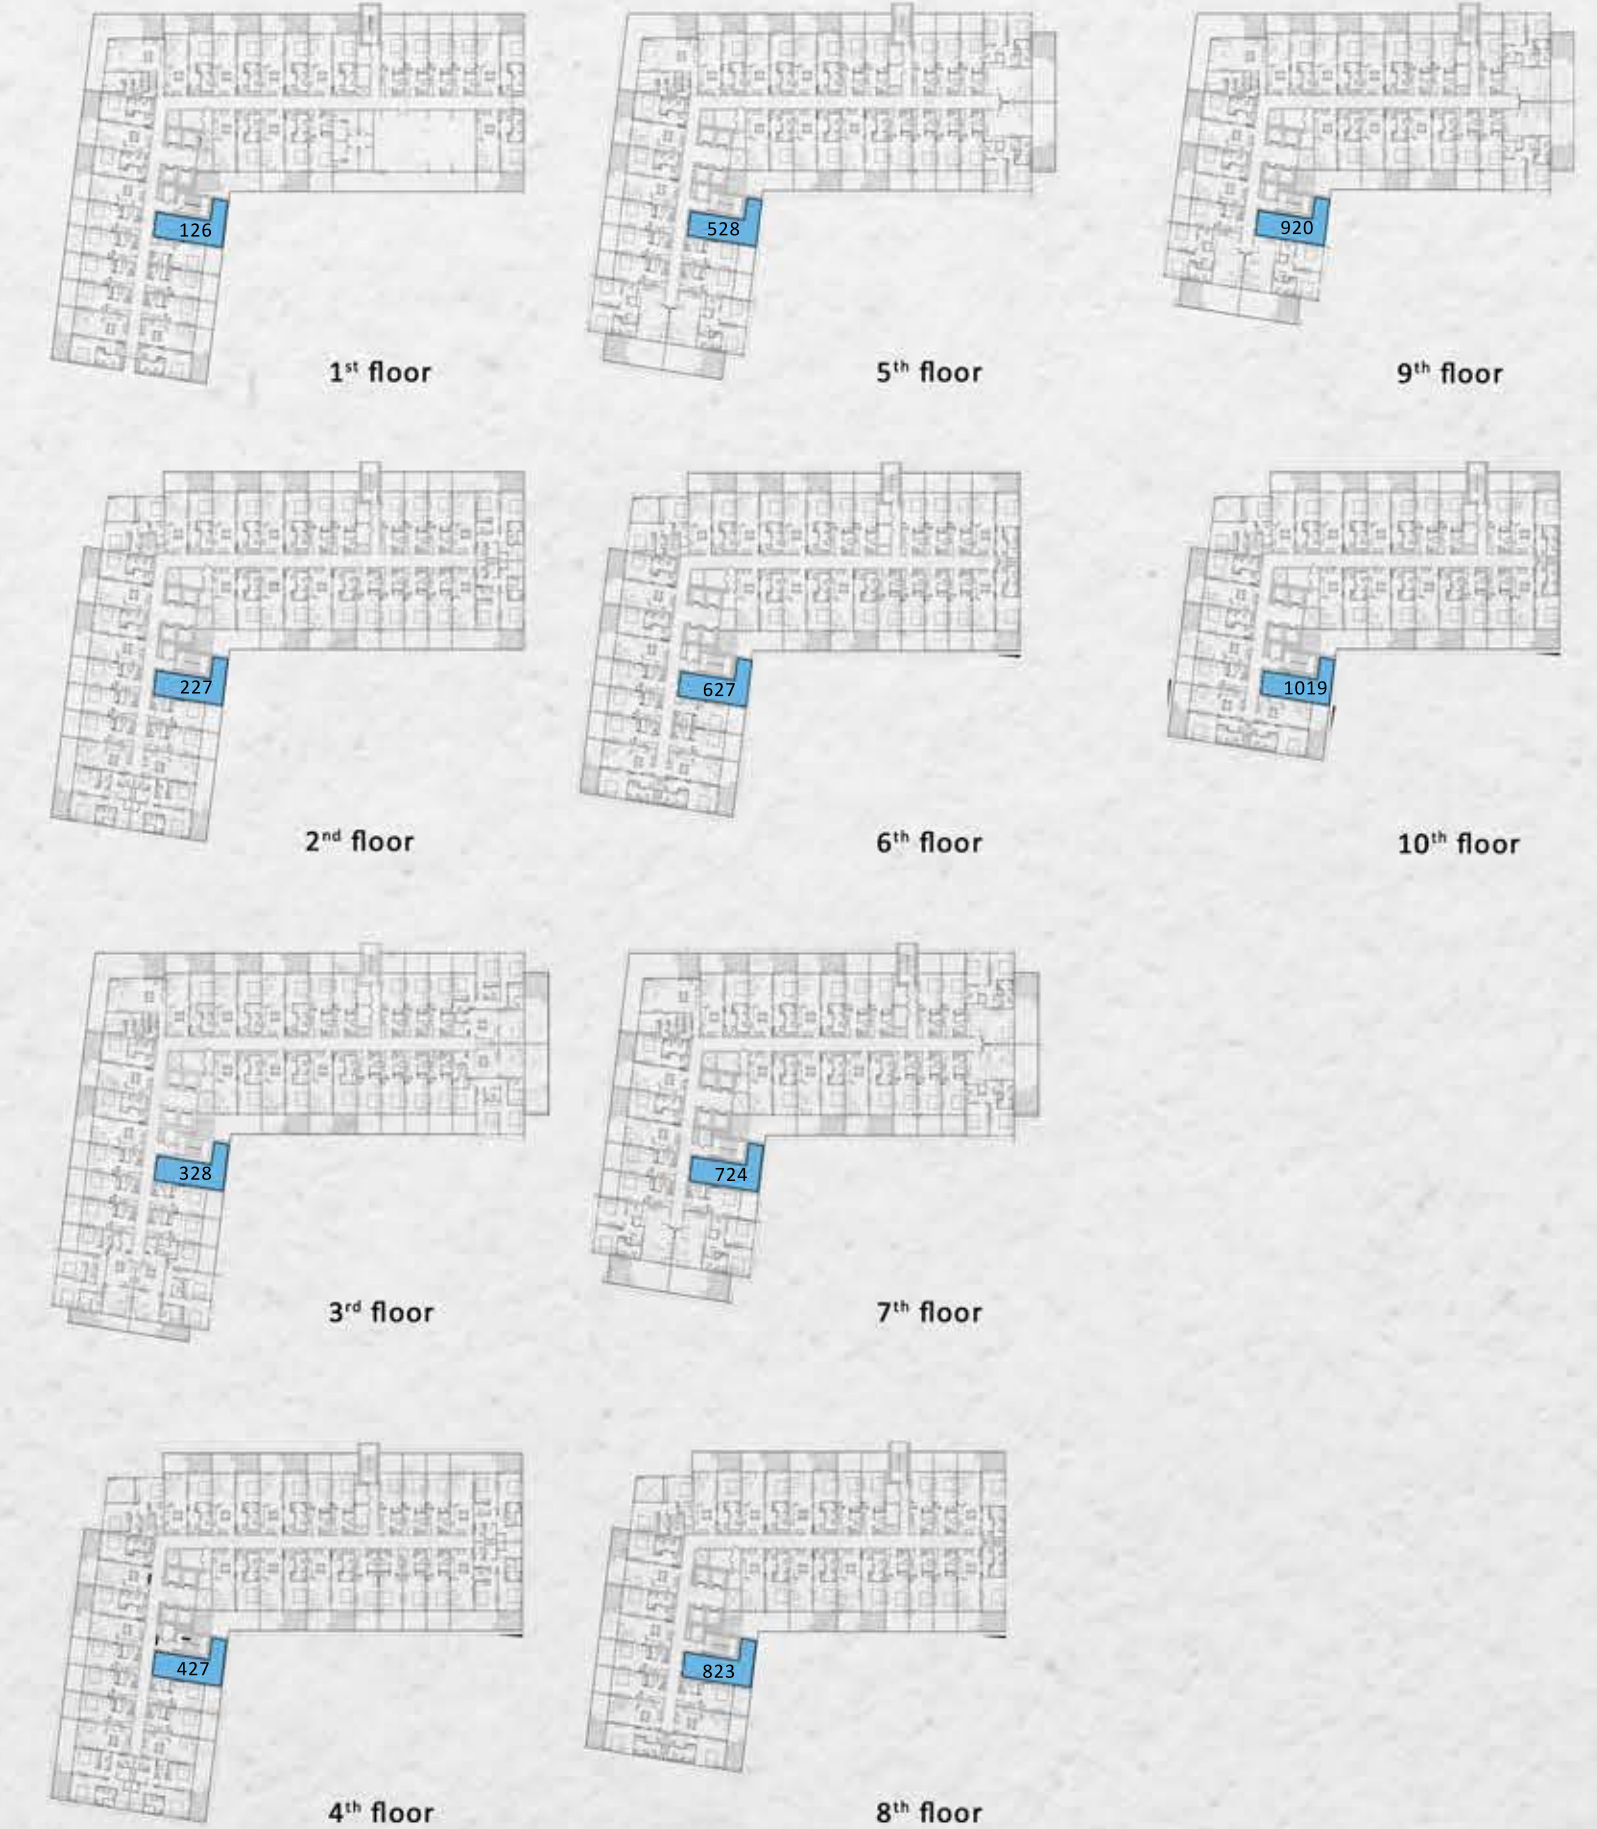 126
1st floor
528
5th floor
920
9th floor
227
2nd floor
627
6th floor
1019
10th floor
328
3rd floor
724
7th floor
427
4th floor
823
8th floor